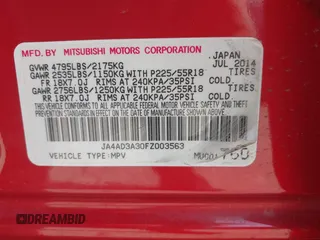 MFD. BY MITSUBISHI MOTORS CORPORATION JAPAN
GVWR 4795LBS/2175KG JUL 2014
GAWR 2535LBS/1150KG WITH P225/55R18 TIRES
FR 18X7.0J RIMS AT 240KPA/35PSI COLD.
GAWR 2756LBS/1250KG WITH P225/55R18 TIRES
RR 18X7.0J RIMS AT 240KPA/35PSI COLD.
THIS VEHICLE CONFORMS TO ALL APPLICABLE FEDERAL
MOTOR VEHICLE SAFETY AND THEFT PREVENTION STANDARDS
IN EFFECT ON THE DATE OF MANUFACTURE SHOWN ABOVE.
JA4AD3A30FZ003563
VEHICLE TYPE:MPV
DREAMBID